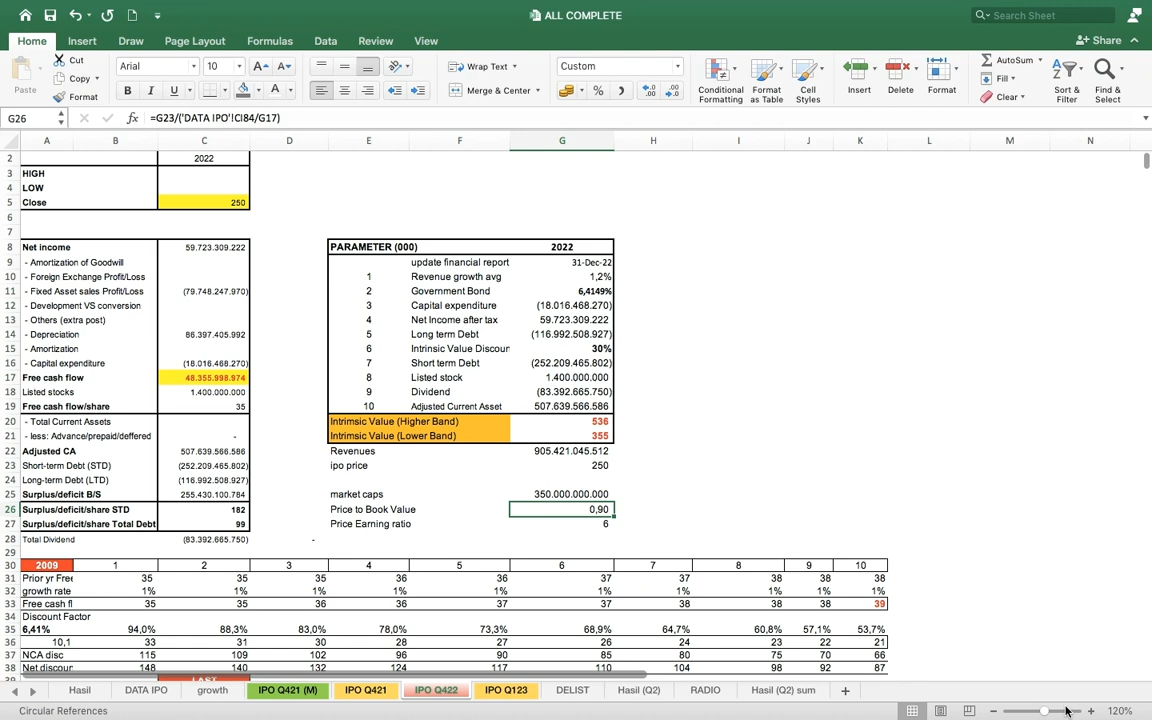 ALL COMPLETE
Search Sheet
Home Insert Draw Page Layout Formulas Data Review View Share
Paste Cut Copy Format
Arial 10 A A
B I U A
Wrap Text
Merge & Center
Custom
%
Conditional Formatting
Format as Table
Cell Styles
Insert Delete Format
AutoSum
Fill
Clear
Sort & Filter
Find & Select
G26 fx =G23/('DATA IPO'!CI84/G17)
A B C D E F G H I J K L M N
2 2022
3 HIGH
4 LOW
5 Close 250
6
7
8 Net income 59.723.309.222 PARAMETER (000) 2022
9 - Amortization of Goodwill update financial report 31-Dec-22
10 - Foreign Exchange Profit/Loss 1 Revenue growth avg 1,2%
11 - Fixed Asset sales Profit/Loss (79.748.247.970) 2 Government Bond 6,4149%
12 - Development VS conversion 3 Capital expenditure (18.016.468.270)
13 - Others (extra post) 4 Net Income after tax 59.723.309.222
14 - Depreciation 86.397.405.992 5 Long term Debt (116.992.508.927)
15 - Amortization 6 Intrinsic Value Discour 30%
16 - Capital expenditure (18.016.468.270) 7 Short term Debt (252.209.465.802)
17 Free cash flow 48.355.998.974 8 Listed stock 1.400.000.000
18 Listed stocks 1.400.000.000 9 Dividend (83.392.665.750)
19 Free cash flow/share 35 10 Adjusted Current Asset 507.639.566.586
20 - Total Current Assets Intrimsic Value (Higher Band) 536
21 - less: Advance/prepaid/deffered - Intrimsic Value (Lower Band) 355
22 Adjusted CA 507.639.566.586 Revenues 905.421.045.512
23 Short-term Debt (STD) (252.209.465.802) ipo price 250
24 Long-term Debt (LTD) (116.992.508.927)
25 Surplus/deficit B/S 255.430.100.784 market caps 350.000.000.000
26 Surplus/deficit/share STD 182 Price to Book Value 0,90
27 Surplus/deficit/share Total Debt 99 Price Earning ratio 6
28 Total Dividend (83.392.665.750) -
29
30 2009 1 2 3 4 5 6 7 8 9 10
31 Prior yr Free 35 35 35 36 36 37 37 38 38 38
32 growth rate 1% 1% 1% 1% 1% 1% 1% 1% 1% 1%
33 Free cash fl 35 35 36 36 37 37 38 38 38 39
34 Discount Factor
35 6,41% 94,0% 88,3% 83,0% 78,0% 73,3% 68,9% 64,7% 60,8% 57,1% 53,7%
36 10,1 33 31 30 28 27 26 24 23 22 21
37 NCA disc 115 109 102 96 90 85 80 75 70 66
38 Net discour 148 140 132 124 117 110 104 98 92 87
39 LAST
Hasil DATA IPO growth IPO Q421 (M) IPO Q421 IPO Q422 IPO Q123 DELIST Hasil (Q2) RADIO Hasil (Q2) sum +
Circular References 120%